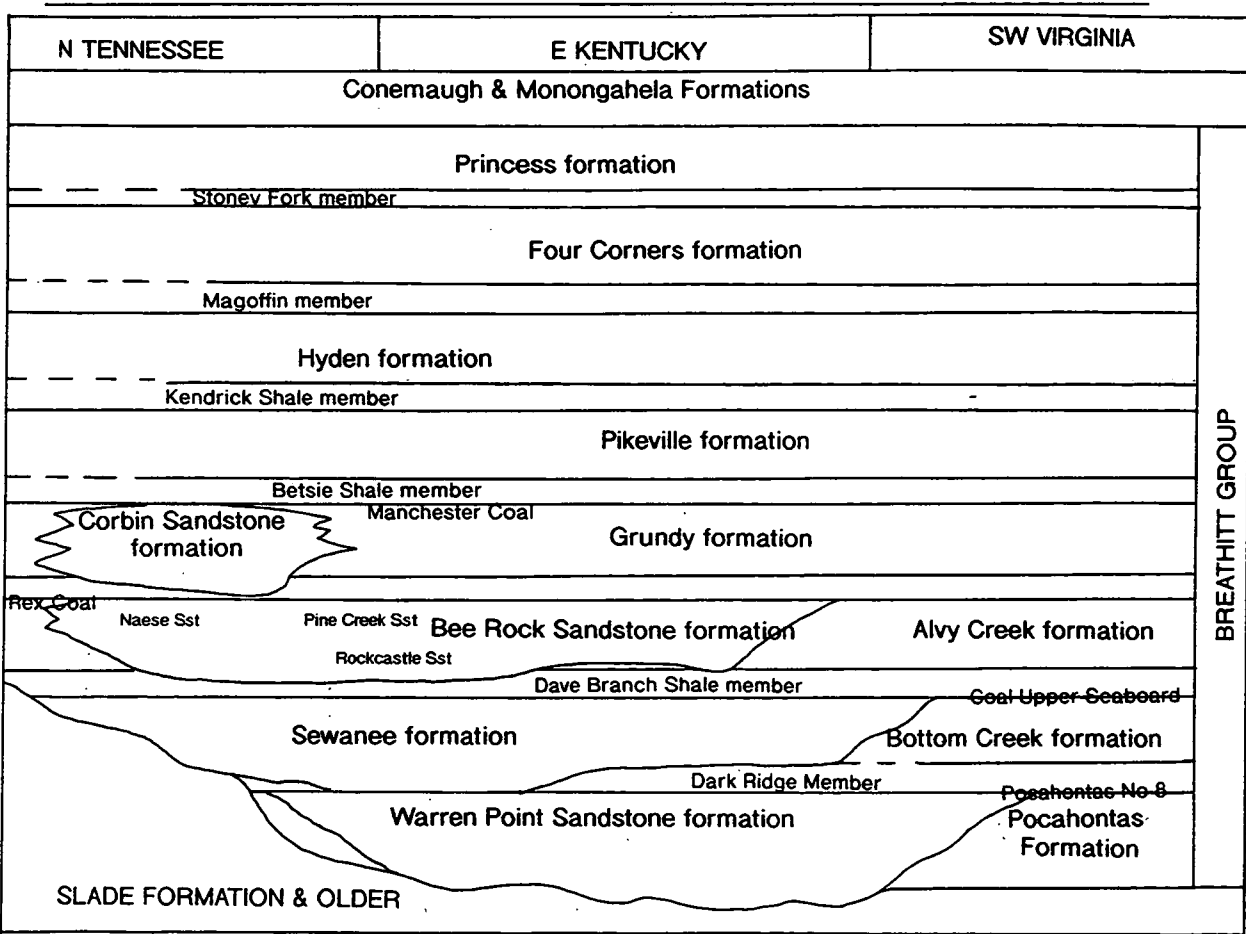 N TENNESSEE
E KENTUCKY
SW VIRGINIA
Conemaugh & Monongahela Formations
Princess formation
Stoney Fork member
Four Corners formation
Magoffin member
Hyden formation
Kendrick Shale member
Pikeville formation
Betsie Shale member
Manchester Coal
Corbin Sandstone
formation
Grundy formation
Rex Coal
Naese Sst
Pine Creek Sst
Bee Rock Sandstone formation
Alvy Creek formation
Rockcastle Sst
Dave Branch Shale member
Coal Upper Seaboard
Sewanee formation
Bottom Creek formation
Dark Ridge Member
Pocahontas No 8
Warren Point Sandstone formation
Pocahontas
Formation
SLADE FORMATION & OLDER
BREATHITT GROUP